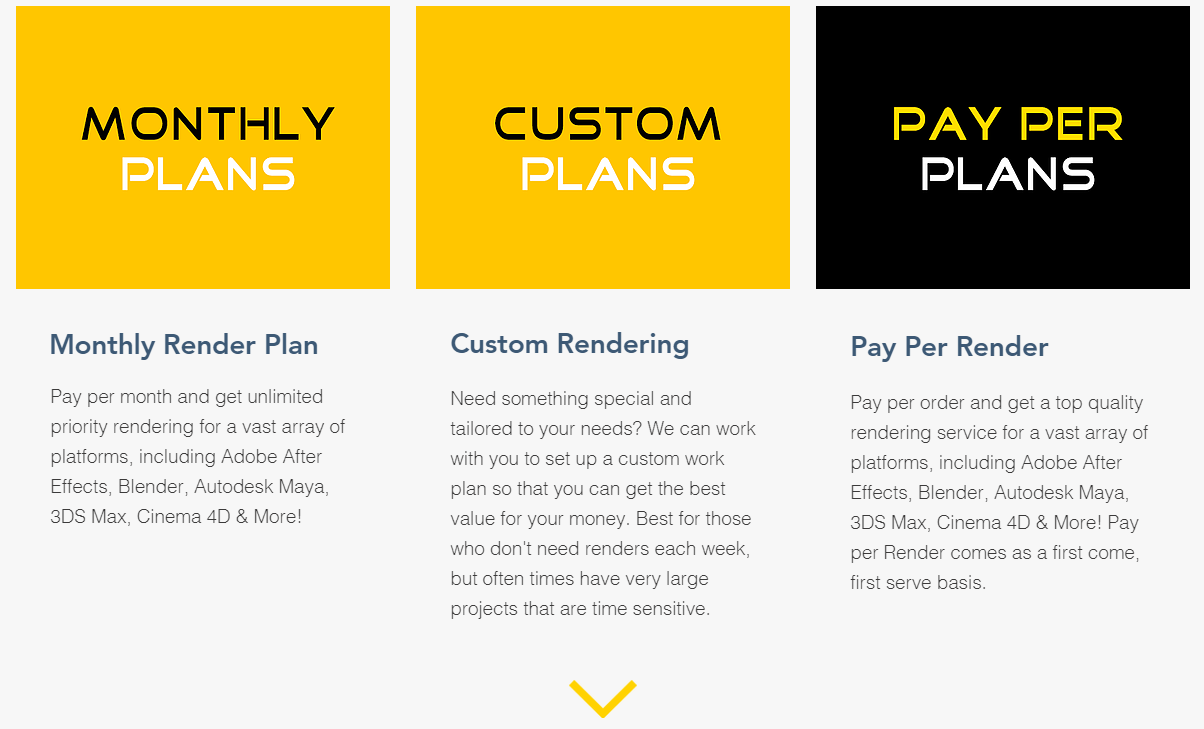 MONTHLY
PLANS
Monthly Render Plan
Pay per month and get unlimited
priority rendering for a vast array of
platforms, including Adobe After
Effects, Blender, Autodesk Maya,
3DS Max, Cinema 4D & More!
CUSTOM
PLANS
Custom Rendering
Need something special and
tailored to your needs? We can work
with you to set up a custom work
plan so that you can get the best
value for your money. Best for those
who don't need renders each week,
but often times have very large
projects that are time sensitive.
PAY PER
PLANS
Pay Per Render
Pay per order and get a top quality
rendering service for a vast array of
platforms, including Adobe After
Effects, Blender, Autodesk Maya,
3DS Max, Cinema 4D & More! Pay
per Render comes as a first come,
first serve basis.